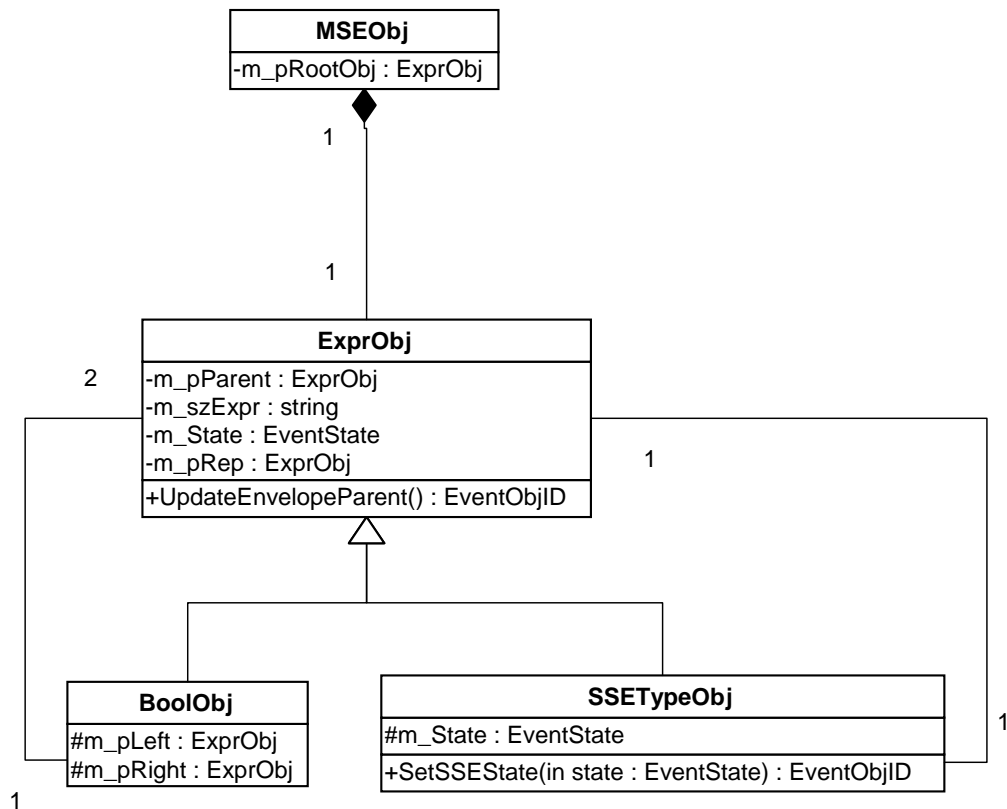 MSEObj
-m_pRootObj : ExprObj
1
1
ExprObj
-m_pParent : ExprObj
-m_szExpr : string
-m_State : EventState
-m_pRep : ExprObj
+UpdateEnvelopeParent() : EventObjID
2
1
BoolObj
#m_pLeft : ExprObj
#m_pRight : ExprObj
1
SSETypeObj
#m_State : EventState
+SetSSEState(in state : EventState) : EventObjID
1